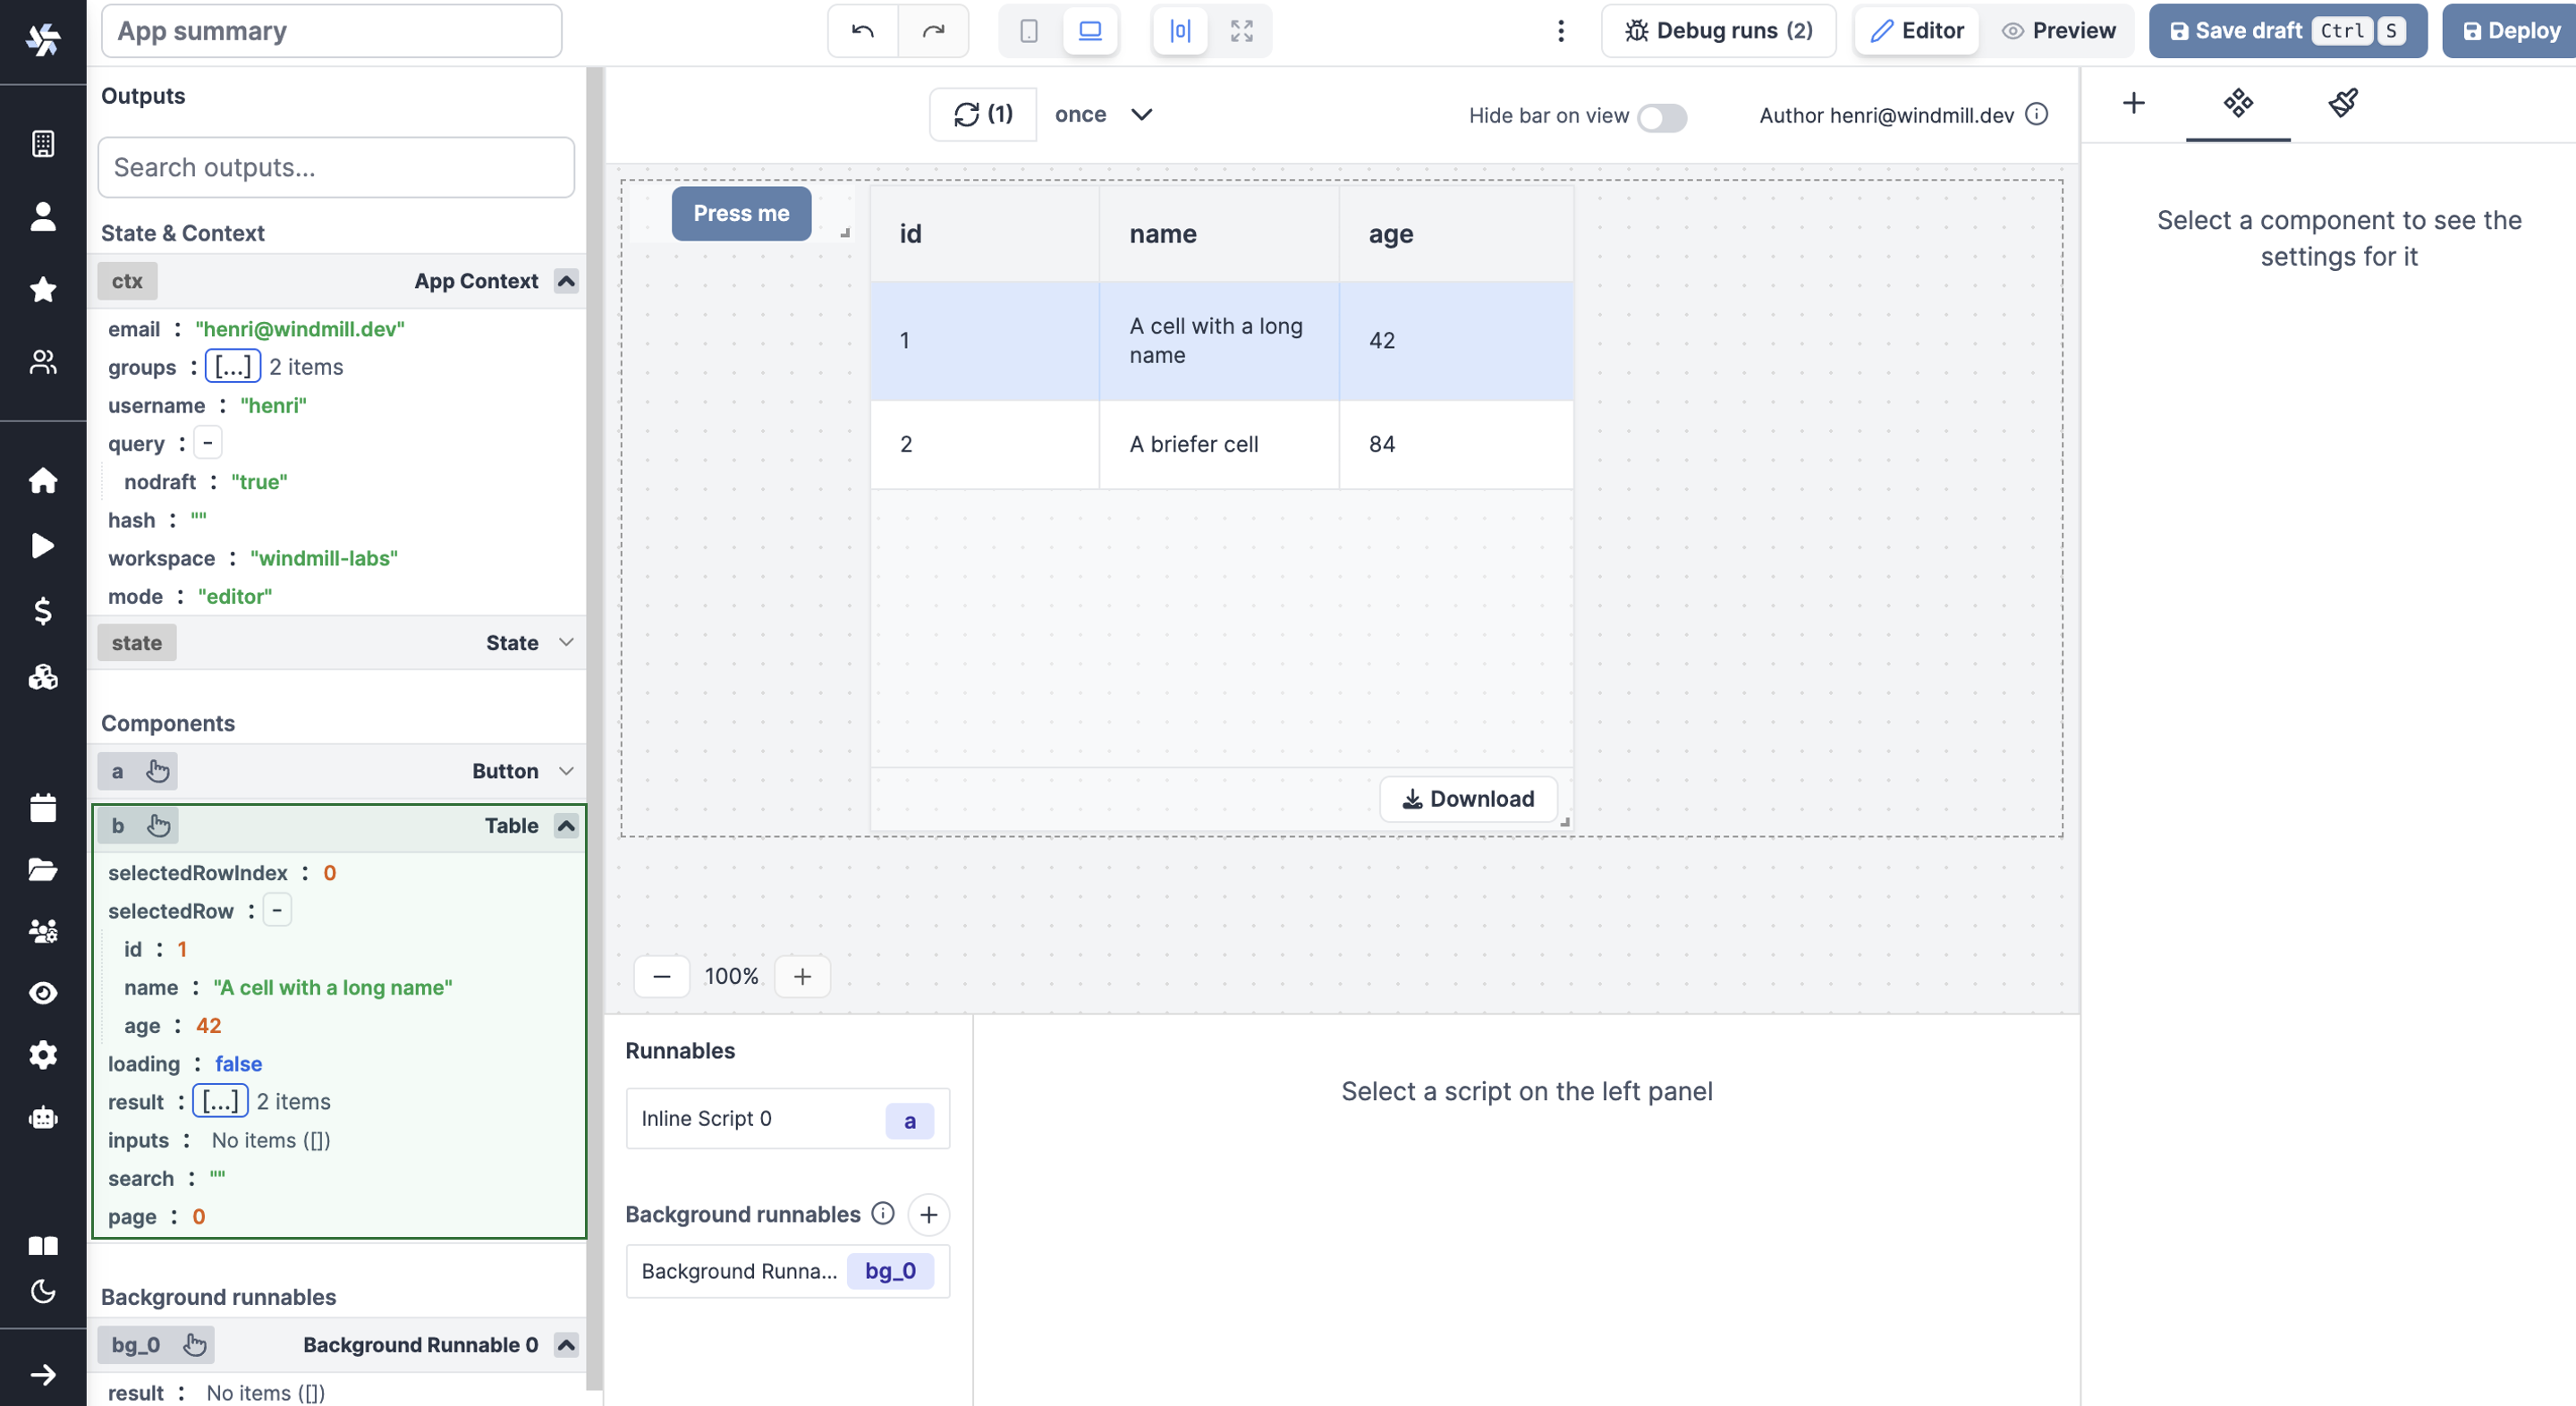 App summary
Debug runs (2)
Editor
Preview
Save draft Ctrl S
Deploy
Outputs
Search outputs...
State & Context
ctx App Context
email : "henri@windmill.dev"
groups : [...] 2 items
username : "henri"
query : -
nodraft : "true"
hash : ""
workspace : "windmill-labs"
mode : "editor"
state State
Components
a Button
b Table
selectedRowIndex : 0
selectedRow : -
id : 1
name : "A cell with a long name"
age : 42
loading : false
result : [...] 2 items
inputs : No items ([])
search : ""
page : 0
Background runnables
bg_0 Background Runnable 0
result : No items ([])
(1) once
Hide bar on view
Author henri@windmill.dev
Press me
id name age
1 A cell with a long
name 42
2 A briefer cell 84
Download
100%
Runnables
Inline Script 0 a
Background runnables
Background Runna... bg_0
Select a script on the left panel
Select a component to see the
settings for it